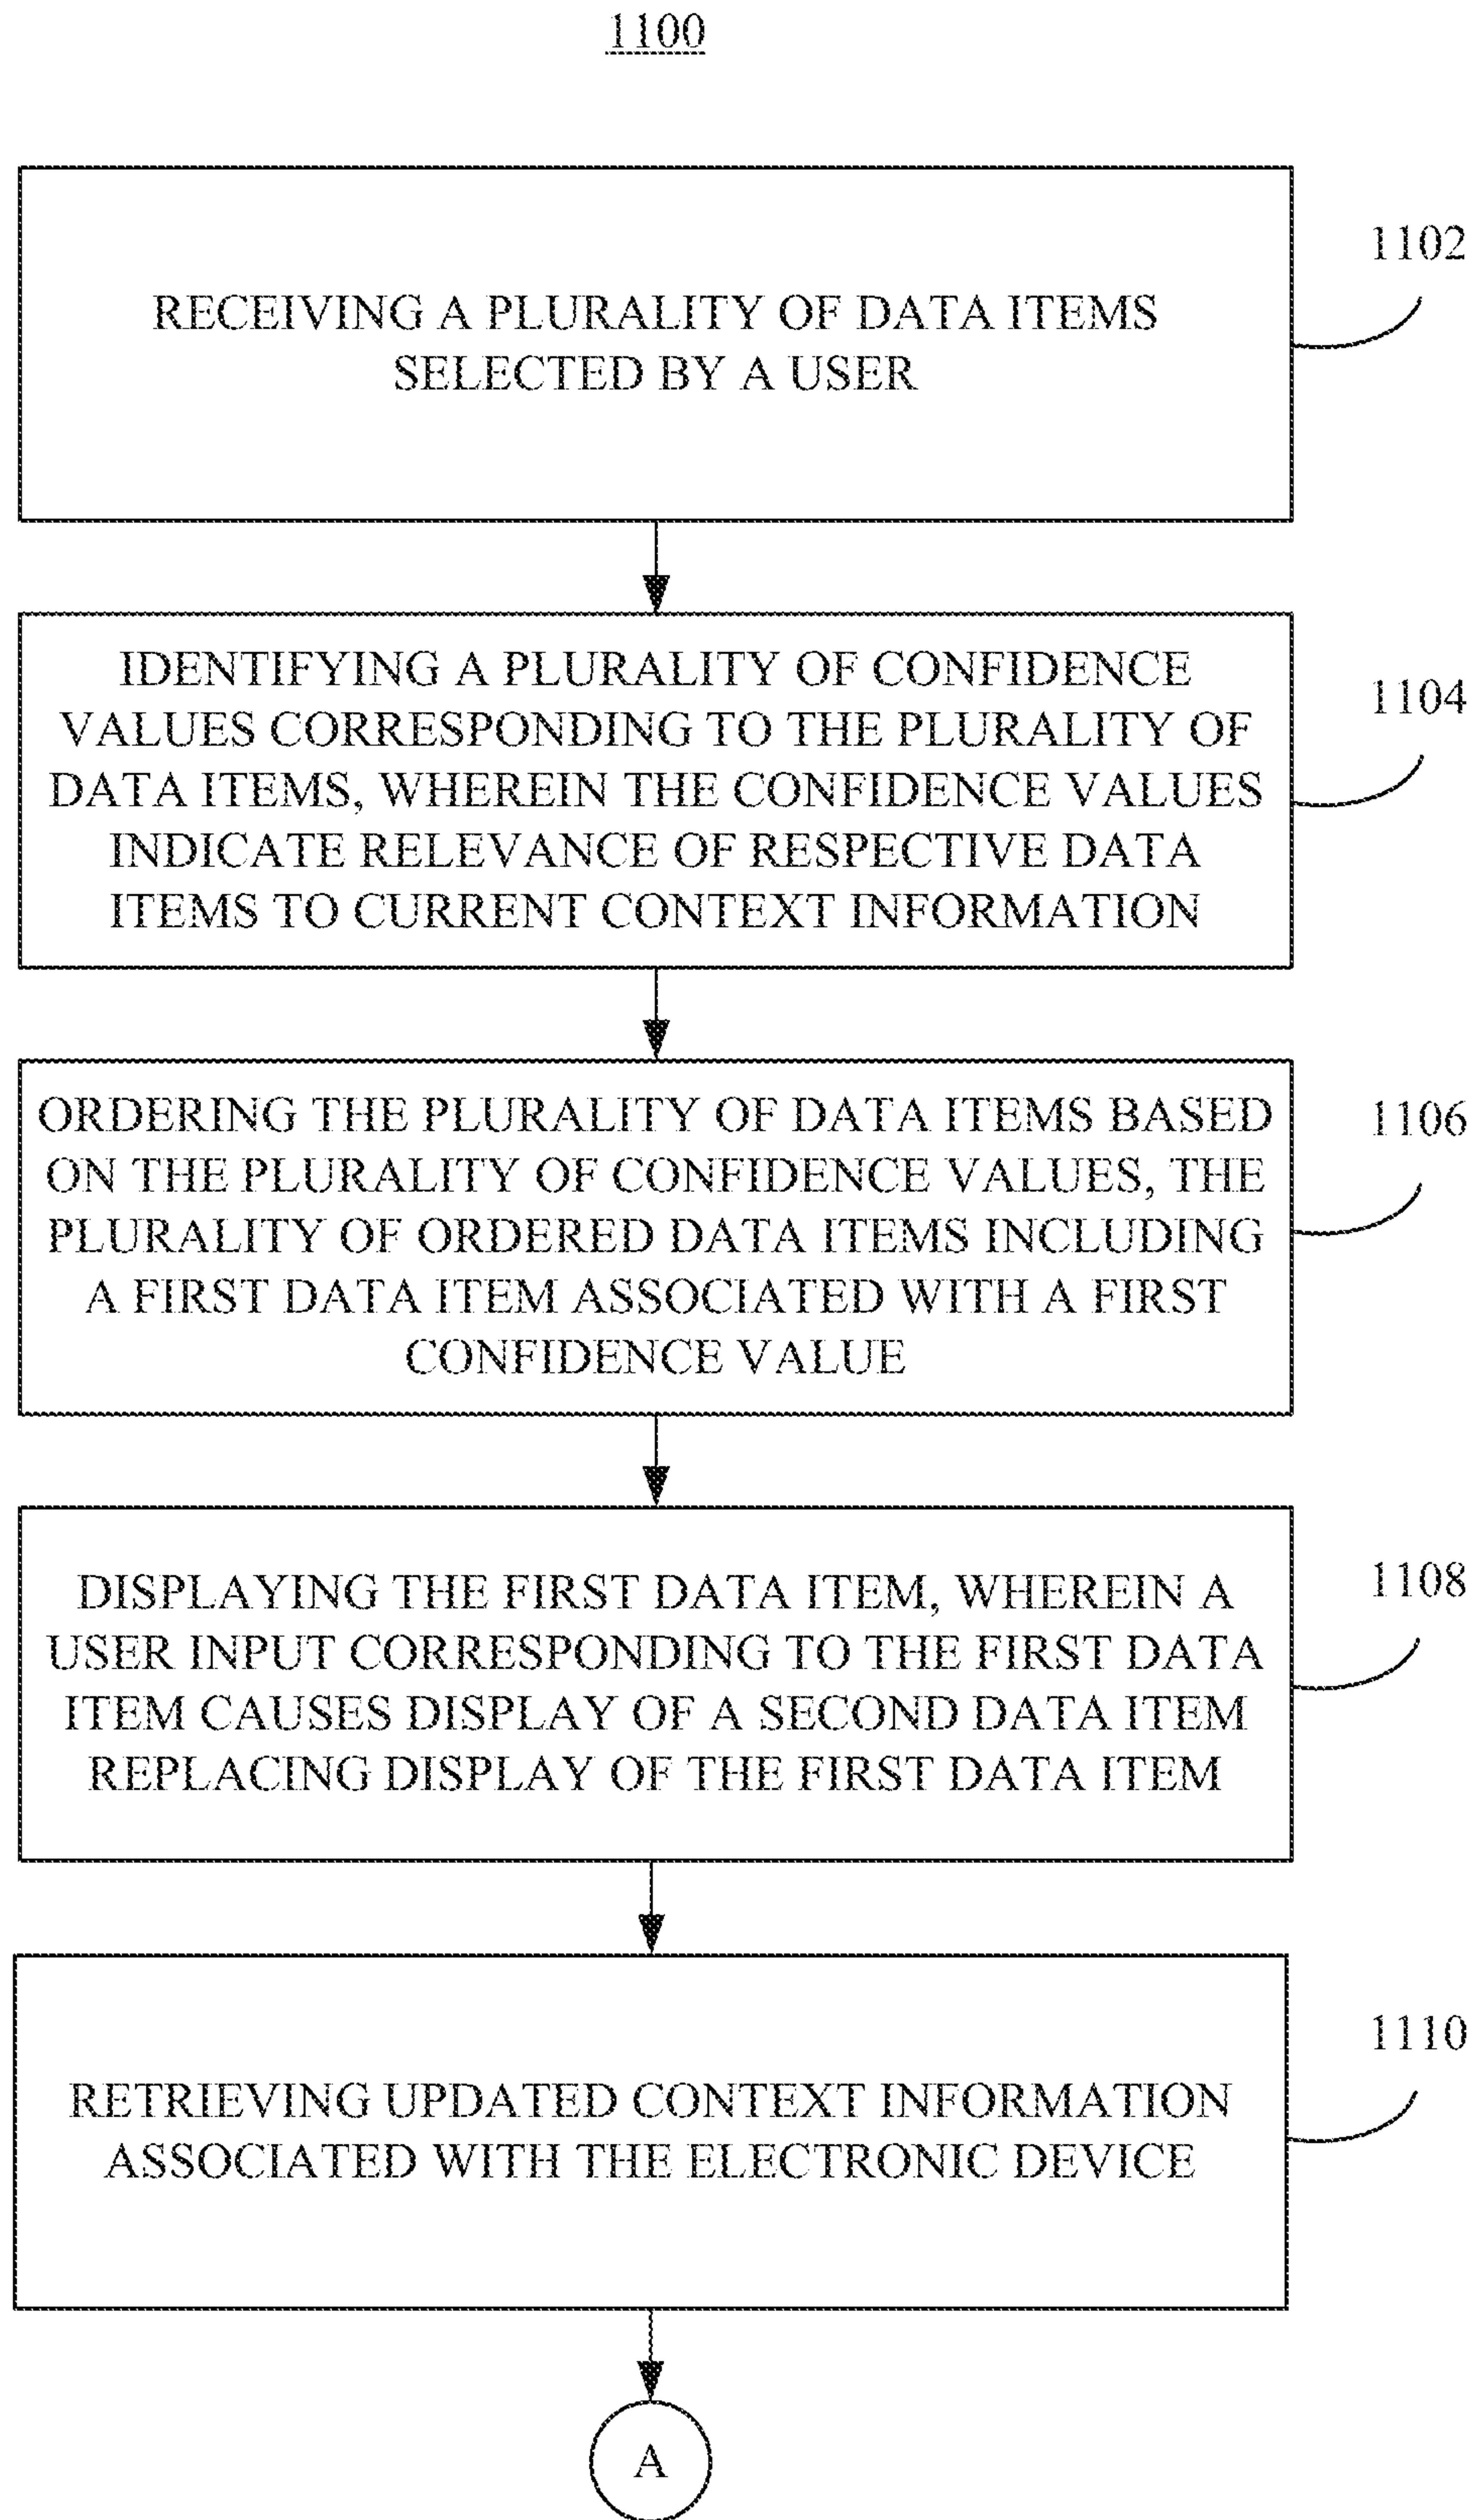 1100
RECEIVING A PLURALITY OF DATA ITEMS
SELECTED BY A USER
1102
IDENTIFYING A PLURALITY OF CONFIDENCE
VALUES CORRESPONDING TO THE PLURALITY OF
DATA ITEMS, WHEREIN THE CONFIDENCE VALUES
INDICATE RELEVANCE OF RESPECTIVE DATA
ITEMS TO CURRENT CONTEXT INFORMATION
1104
ORDERING THE PLURALITY OF DATA ITEMS BASED
ON THE PLURALITY OF CONFIDENCE VALUES, THE
PLURALITY OF ORDERED DATA ITEMS INCLUDING
A FIRST DATA ITEM ASSOCIATED WITH A FIRST
CONFIDENCE VALUE
1106
DISPLAYING THE FIRST DATA ITEM, WHEREIN A
USER INPUT CORRESPONDING TO THE FIRST DATA
ITEM CAUSES DISPLAY OF A SECOND DATA ITEM
REPLACING DISPLAY OF THE FIRST DATA ITEM
1108
RETRIEVING UPDATED CONTEXT INFORMATION
ASSOCIATED WITH THE ELECTRONIC DEVICE
1110
A